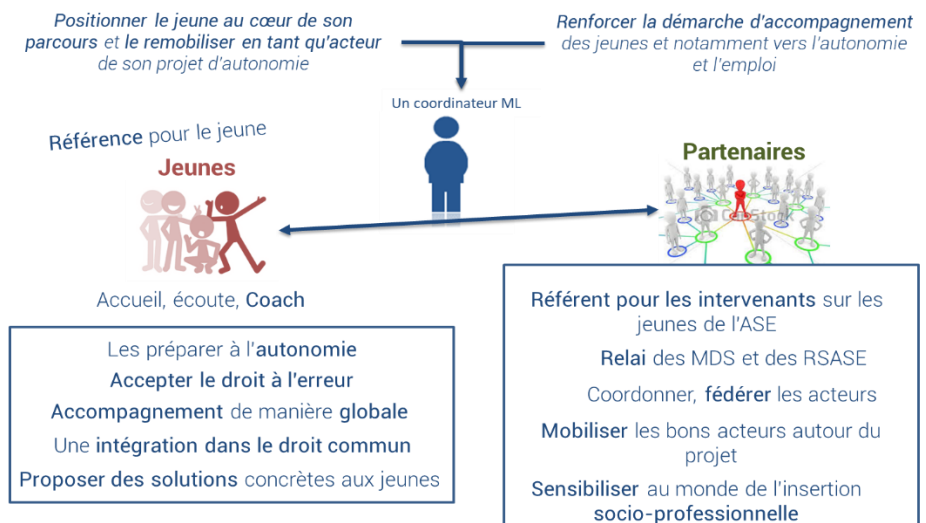 Positionner le jeune au cœur de son
parcours et le remobiliser en tant qu'acteur
de son projet d'autonomie
Renforcer la démarche d'accompagnement
des jeunes et notamment vers l'autonomie
et l'emploi
Un coordinateur ML
Référence pour le jeune
Jeunes
Partenaires
Accueil, écoute, Coach
Les préparer à l'autonomie
Accepter le droit à l'erreur
Accompagnement de manière globale
Une intégration dans le droit commun
Proposer des solutions concrètes aux jeunes
Référent pour les intervenants sur les
jeunes de l'ASE
Relai des MDS et des RSASE
Coordonner, fédérer les acteurs
Mobiliser les bons acteurs autour du
projet
Sensibiliser au monde de l'insertion
socio-professionnelle